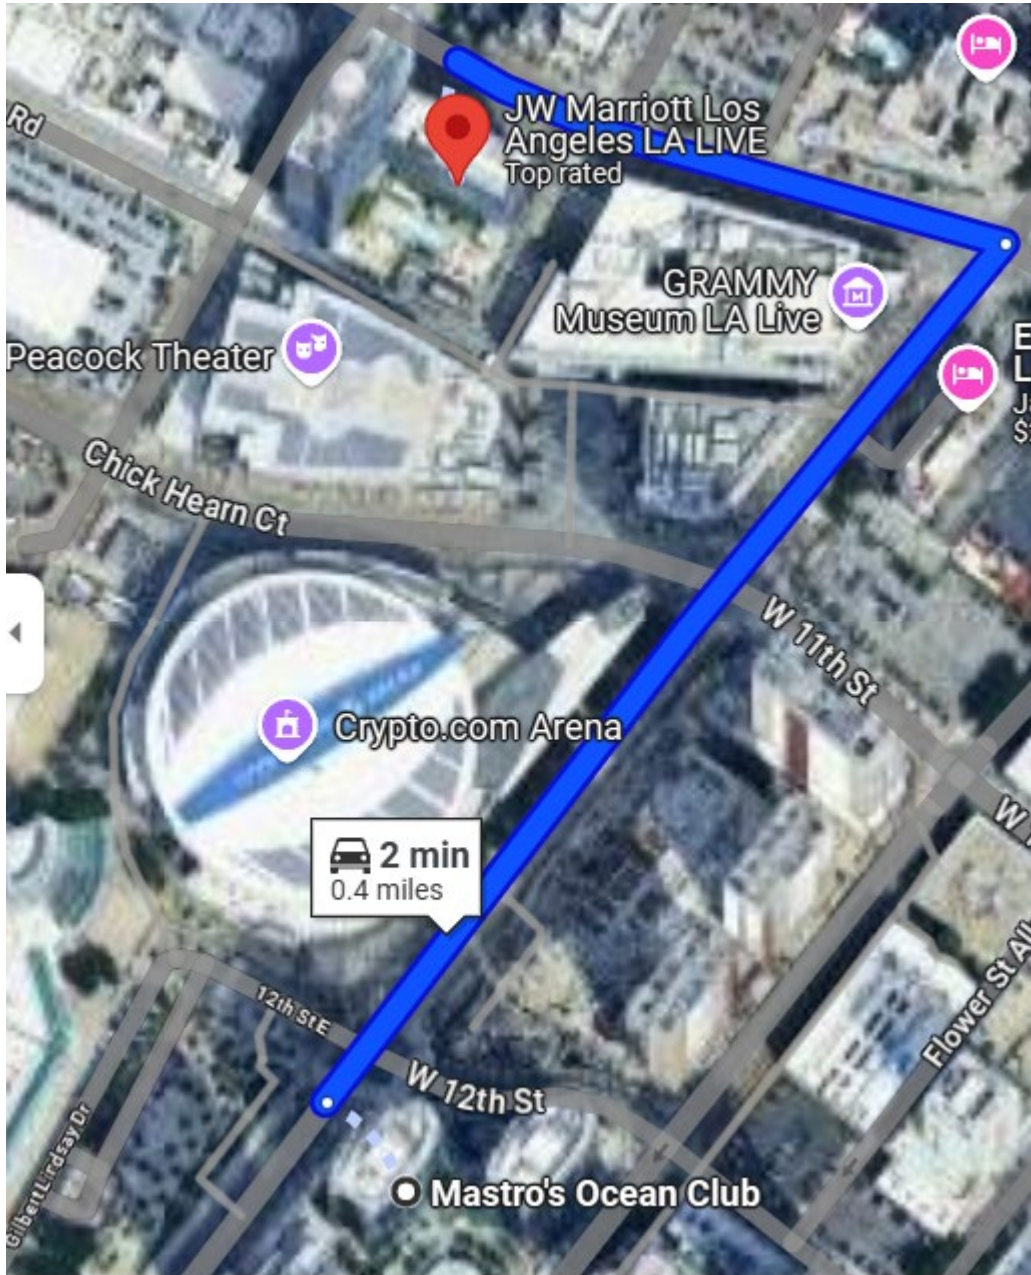 Rd
JW Marriott Los
Angeles LA LIVE
Top rated
GRAMMY
Museum LA Live
Peacock Theater
E
L
J
$
Chick Hearn Ct
W 11th St
Crypto.com Arena
W
2 min
0.4 miles
12th St E
W 12th St
Flower St All
Gilbert Lindsay Dr
Mastro's Ocean Club